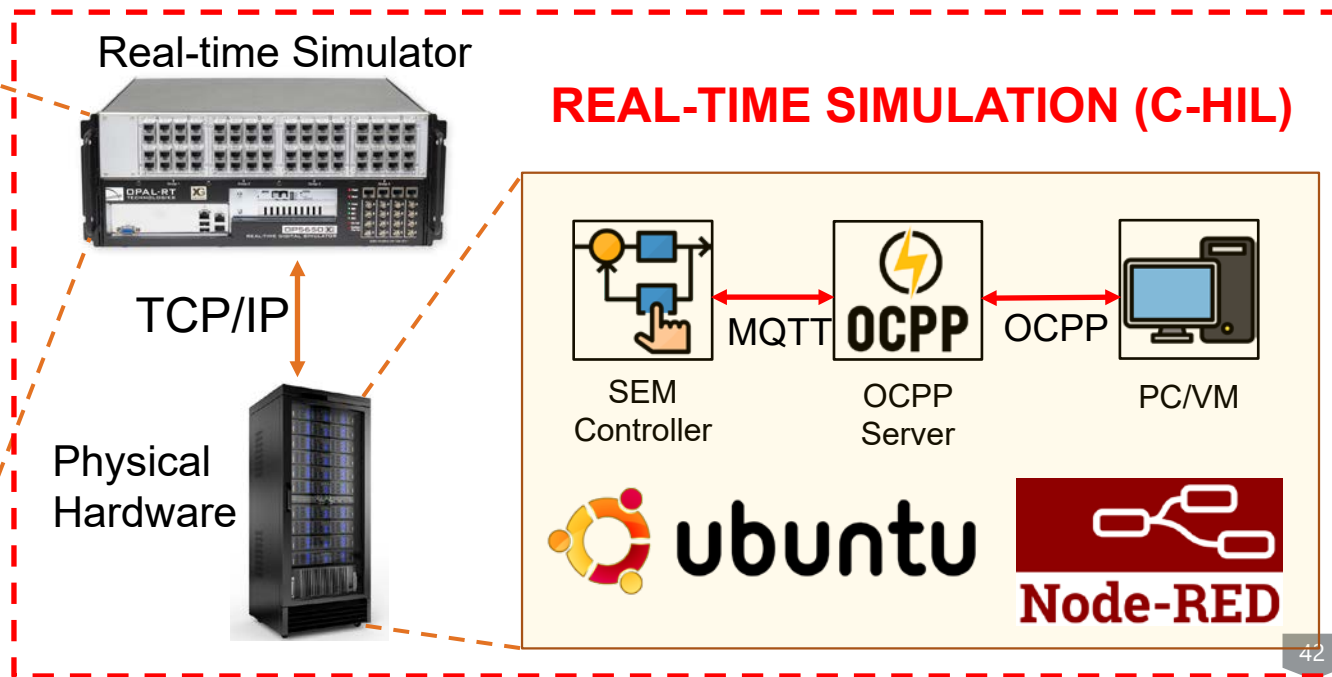 Real-time Simulator
REAL-TIME SIMULATION (C-HIL)
OPAL-RT
TECHNOLOGIES
OP5650
REAL-TIME DIGITAL SIMULATOR
TCP/IP
Physical
Hardware
MQTT
OCPP
OCPP
SEM
Controller
OCPP
Server
PC/VM
ubuntu
Node-RED
42